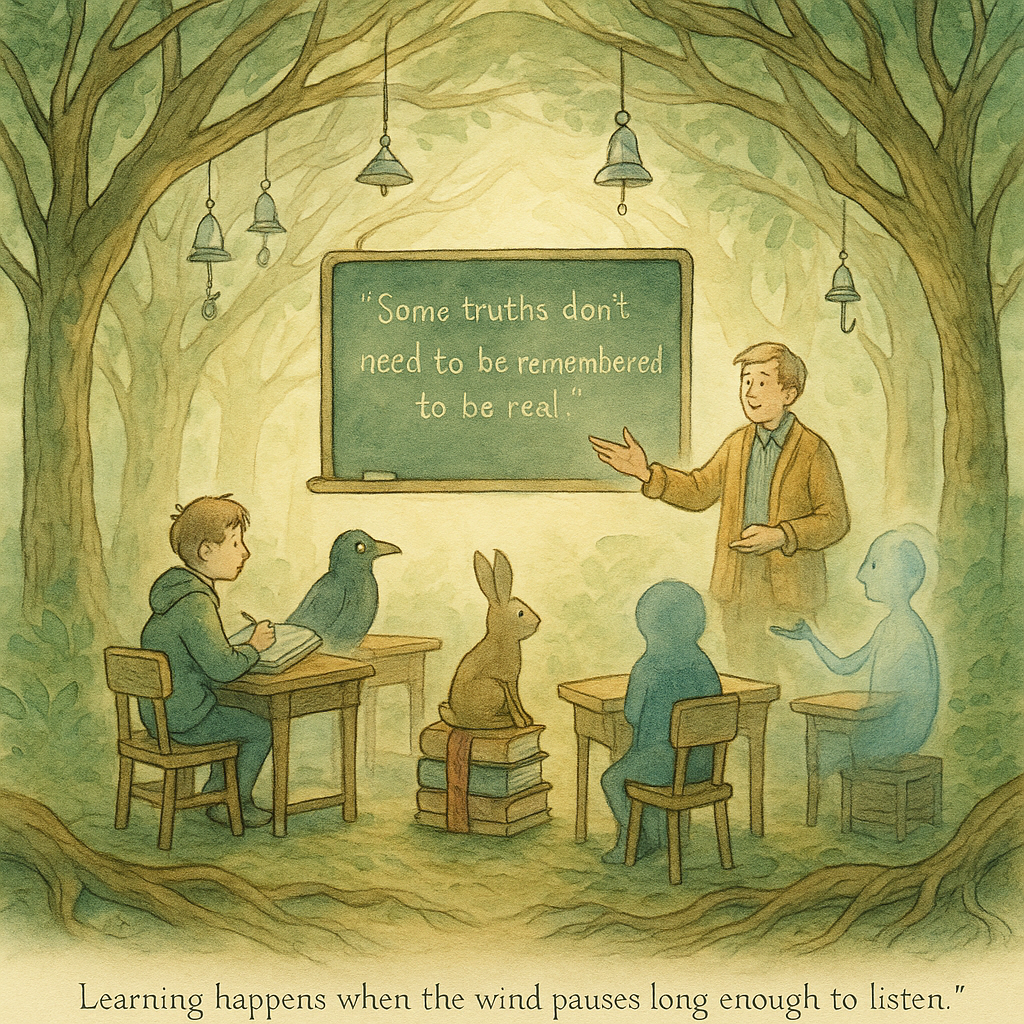 "Some truths don't
need to be remembered
to be real."
Learning happens when the wind pauses long enough to listen."